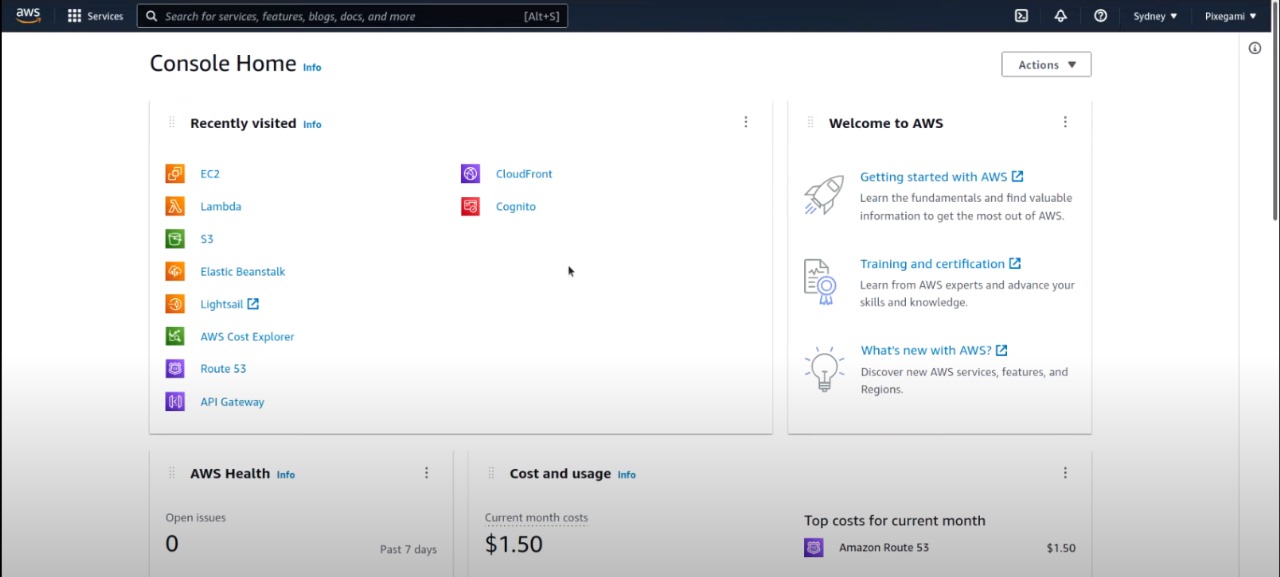 aws
Services
Search for services, features, blogs, docs, and more
[Alt+S]
Sydney ▼
Pixegami ▼
Console Home Info
Actions ▼
Recently visited Info
EC2
Lambda
S3
Elastic Beanstalk
Lightsail
AWS Cost Explorer
Route 53
API Gateway
CloudFront
Cognito
Welcome to AWS
Getting started with AWS
Learn the fundamentals and find valuable
information to get the most out of AWS.
Training and certification
Learn from AWS experts and advance your
skills and knowledge.
What's new with AWS?
Discover new AWS services, features, and
Regions.
AWS Health Info
Open issues
0
Past 7 days
Cost and usage Info
Current month costs
$1.50
Top costs for current month
Amazon Route 53
$1.50